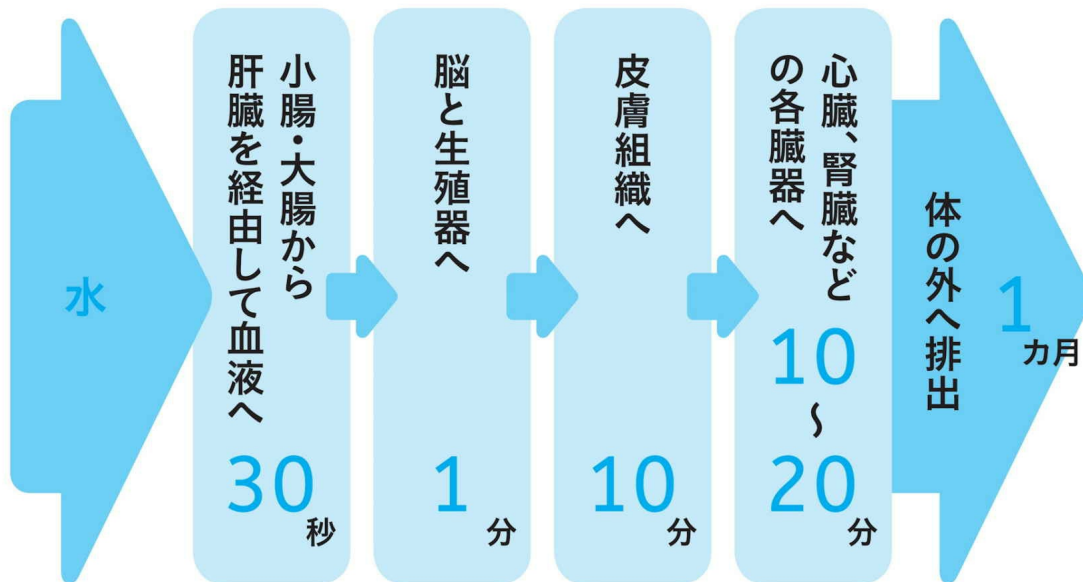 水
小腸・大腸から
肝臓を経由して血液へ
30秒
脳と生殖器へ
1分
皮膚組織へ
10分
心臓、腎臓など
の各臓器へ
10〜20分
体の外へ排出
1カ月